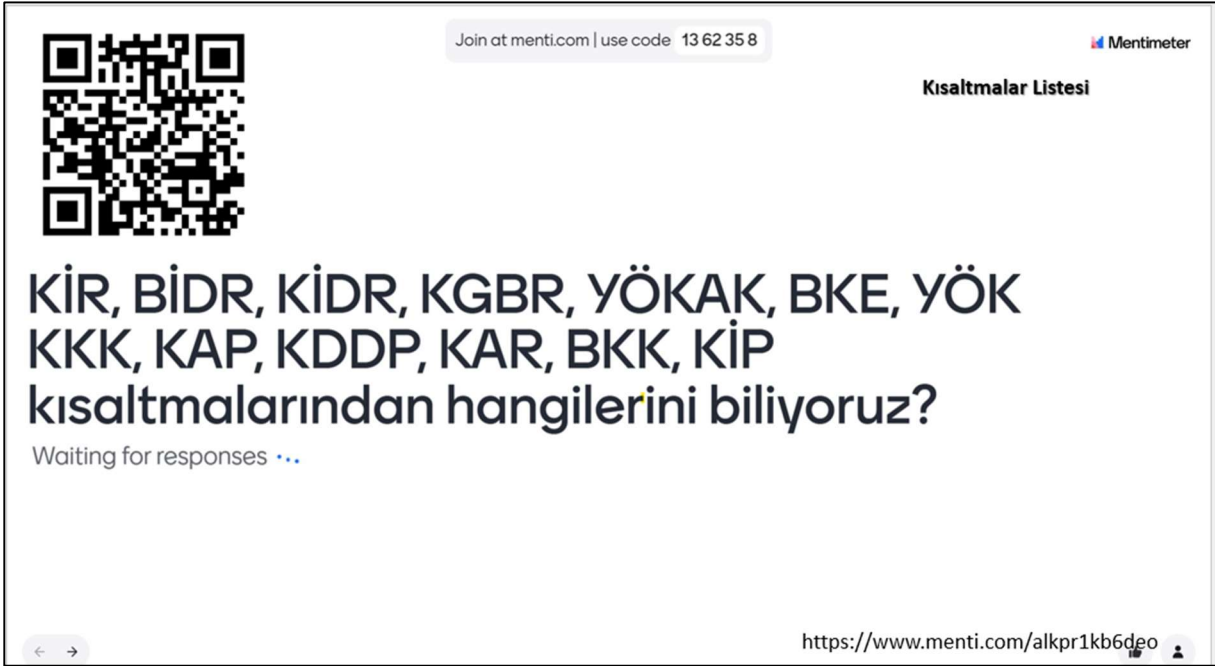 Join at menti.com | use code 13 62 35 8
Mentimeter
Kısaltmalar Listesi
KİR, BİDR, KİDR, KGBR, YÖKAK, BKE, YÖK
KKK, KAP, KDDP, KAR, BKK, KİP
kısaltmalarından hangilerini biliyoruz?
Waiting for responses
https://www.menti.com/alkpr1kb6deo